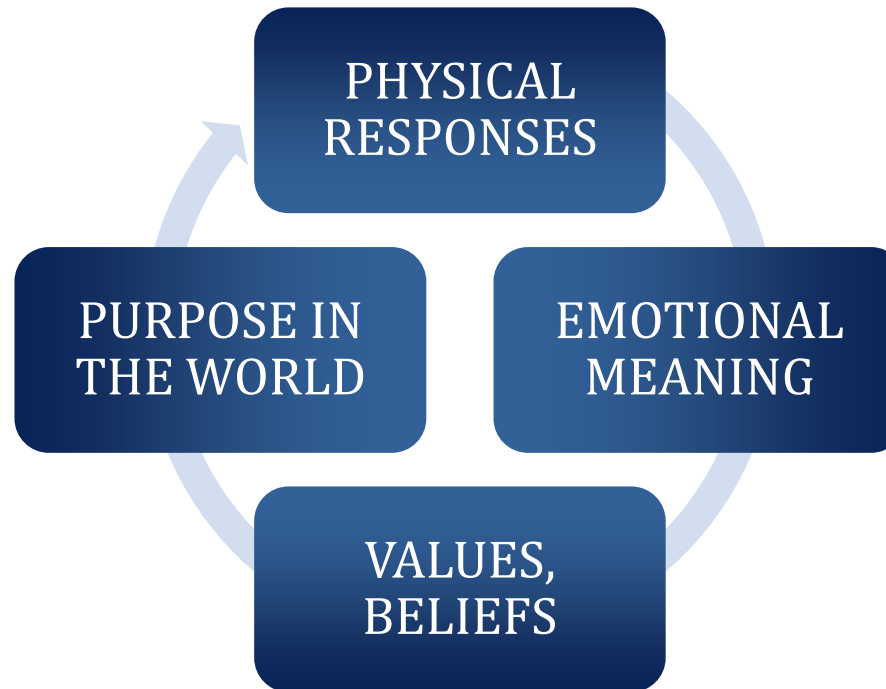 PHYSICAL
RESPONSES
PURPOSE IN
THE WORLD
EMOTIONAL
MEANING
VALUES,
BELIEFS